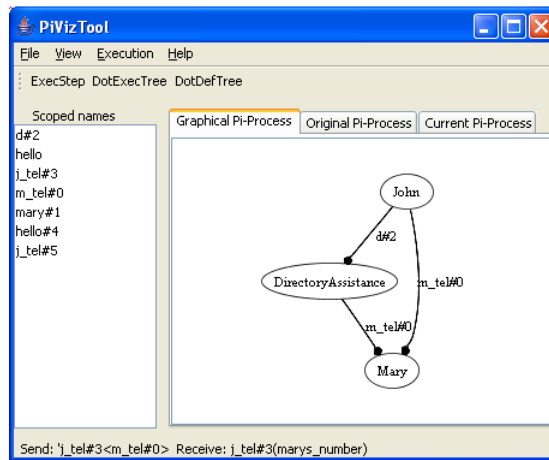 PiVizTool
File View Execution Help
ExecStep DotExecTree DotDefTree
Scoped names
d#2
hello
j_tel#3
m_tel#0
mary#1
hello#4
j_tel#5
Graphical Pi-Process Original Pi-Process Current Pi-Process
John
d#2
DirectoryAssistance
m_tel#0
m_tel#0
Mary
Send: 'j_tel#3<m_tel#0> Receive: j_tel#3(marys_number)